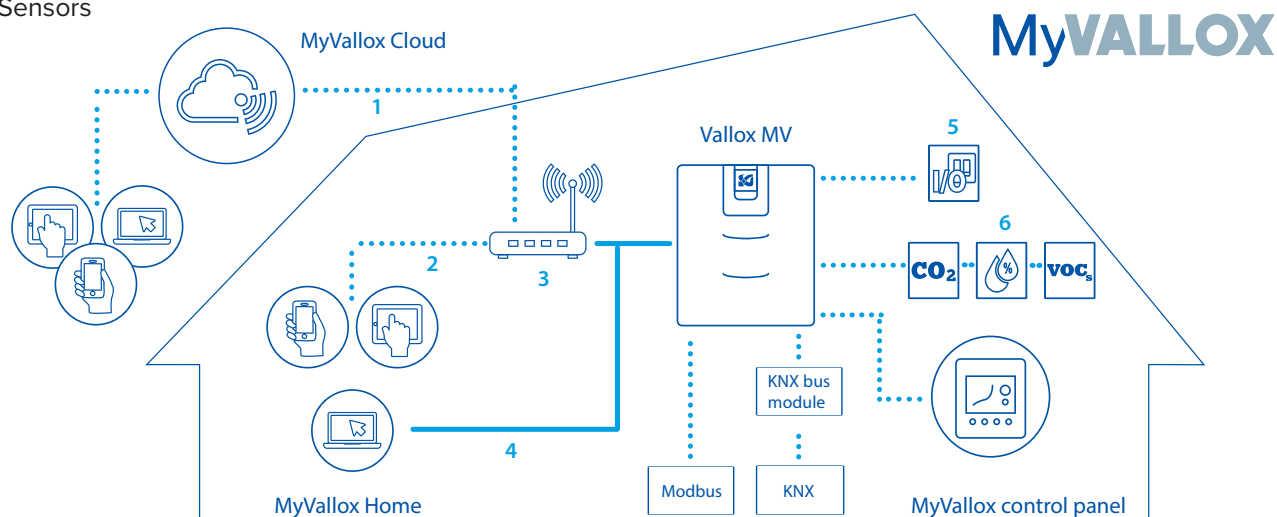 Sensors
MyVALLOX
MyVallox Cloud
1
Vallox MV
5
I/O
6
2
3
CO₂
%
VOCs
KNX bus
module
4
Modbus
KNX
MyVallox Home
MyVallox control panel